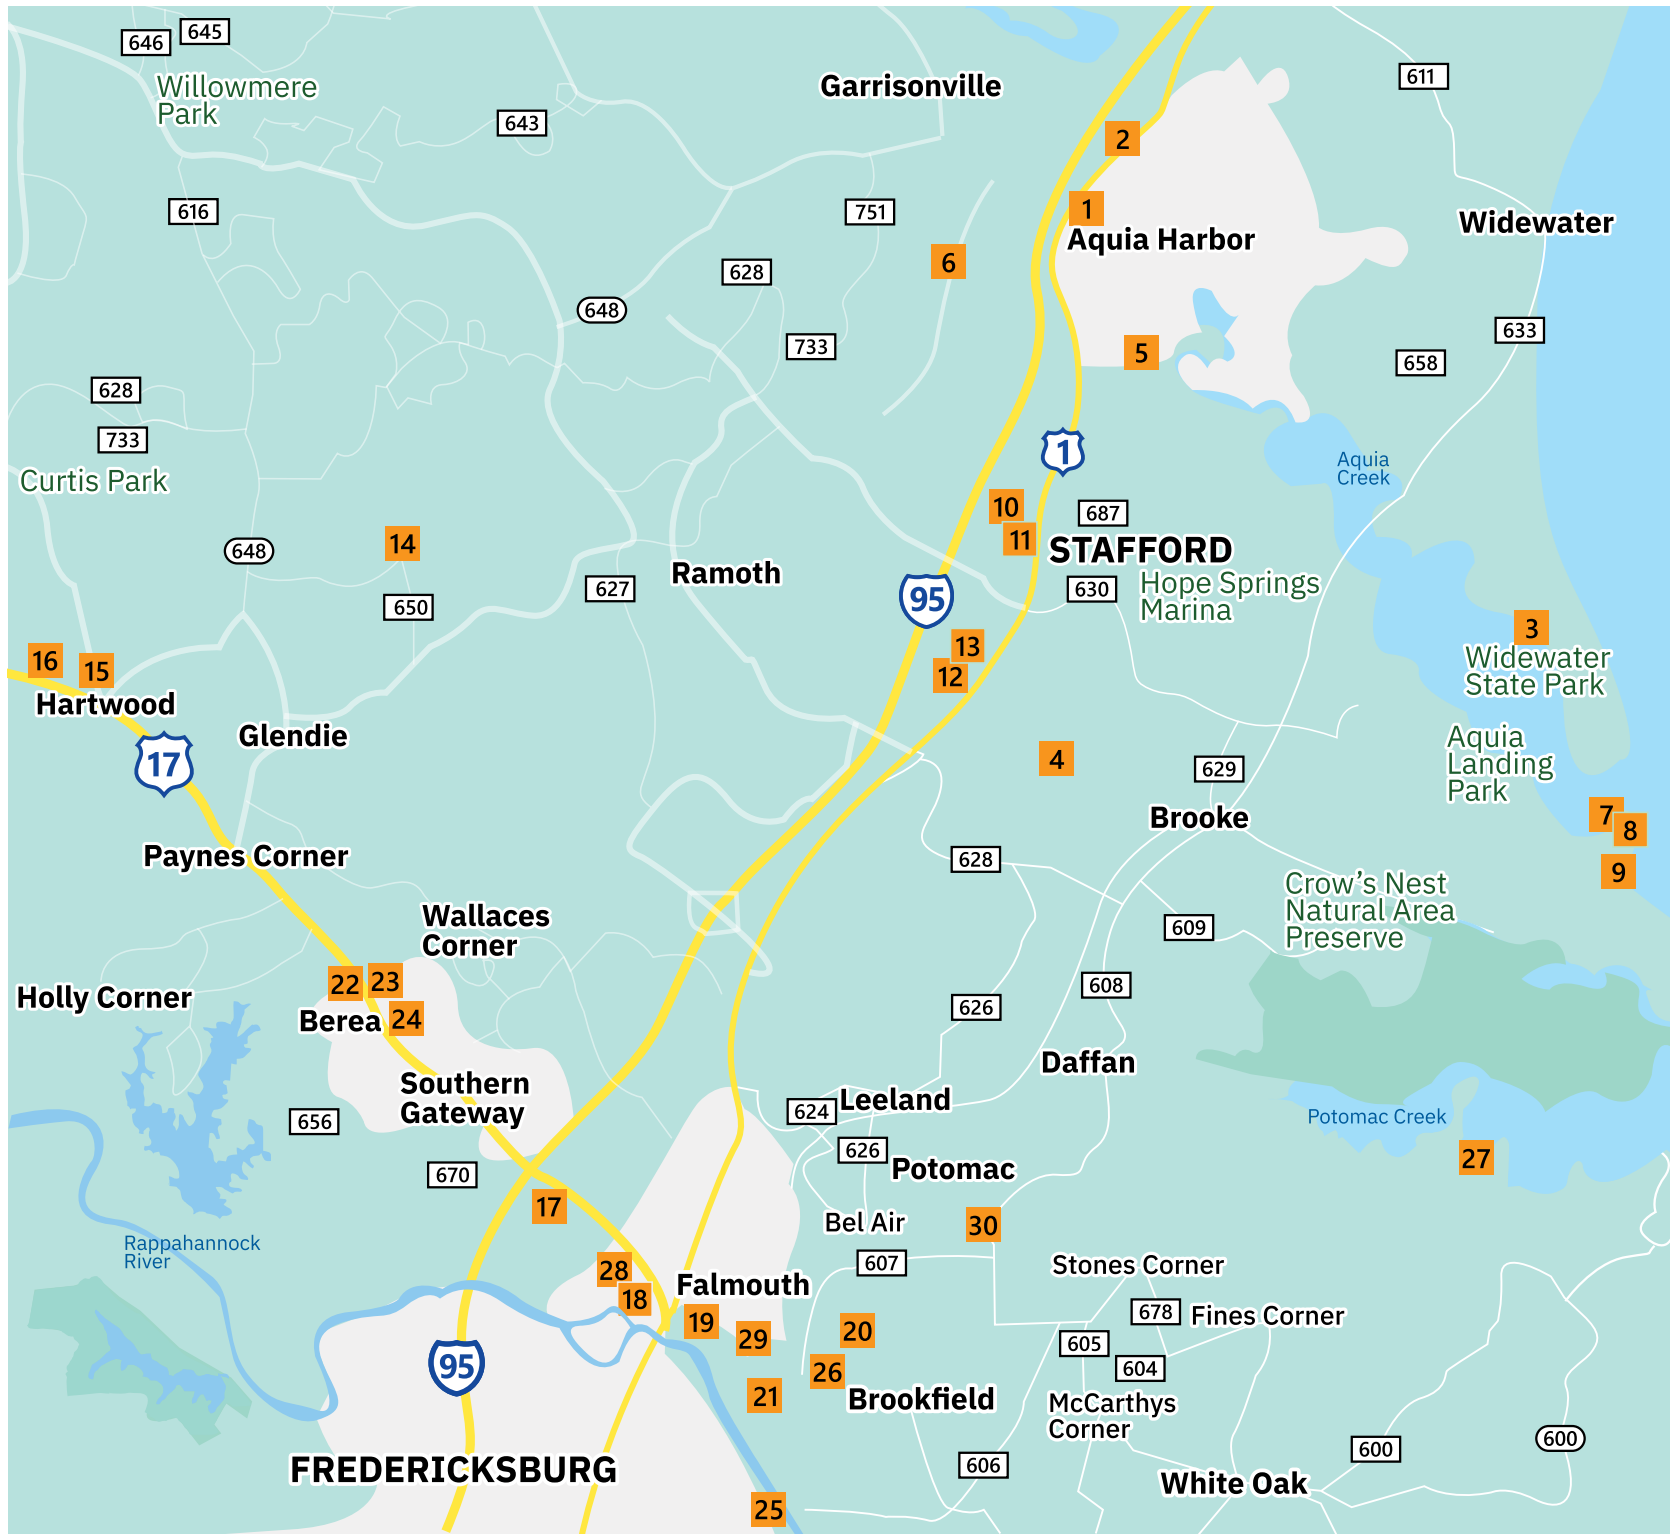 645
646
Willowmere
Park
643
Garrisonville
611
2
616
751
1
Aquia Harbor
Widewater
6
628
648
733
5
633
658
628
733
Curtis Park
1
Aquia
Creek
10
687
11
STAFFORD
14
648
650
627
Ramoth
95
630
Hope Springs
Marina
3
Widewater
State Park
16
15
Hartwood
13
12
17
Glendie
4
629
Aquia
Landing
Park
7
8
9
Brooke
Paynes Corner
628
Crow’s Nest
Natural Area
Preserve
Wallaces
Corner
609
22
23
24
Holly Corner
Berea
626
608
Daffan
Southern
Gateway
656
624
Leeland
Potomac Creek
626
Potomac
27
670
17
Bel Air
30
Rappahannock
River
607
Stones Corner
28
18
Falmouth
678
Fines Corner
19
29
20
605
604
95
26
21
Brookfield
McCarthys
Corner
600
600
FREDERICKSBURG
606
White Oak
25